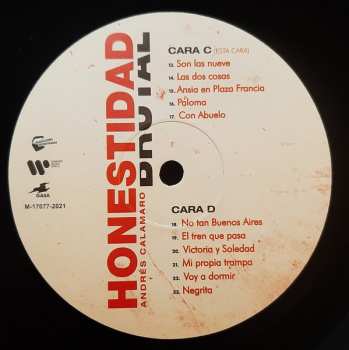 HONESTIDAD
BRUTAL
ANDRÉS CALAMARO
CARA C (ESTA CARA)
13. Son las nueve
14. Las dos cosas
15. Ansia en Plaza Francia
16. Paloma
17. Con Abuelo
GASA
M-17077-2021
CARA D
18. No tan Buenos Aires
19. El tren que pasa
20. Victoria y Soledad
21. Mi propia trampa
22. Voy a dormir
23. Negrita